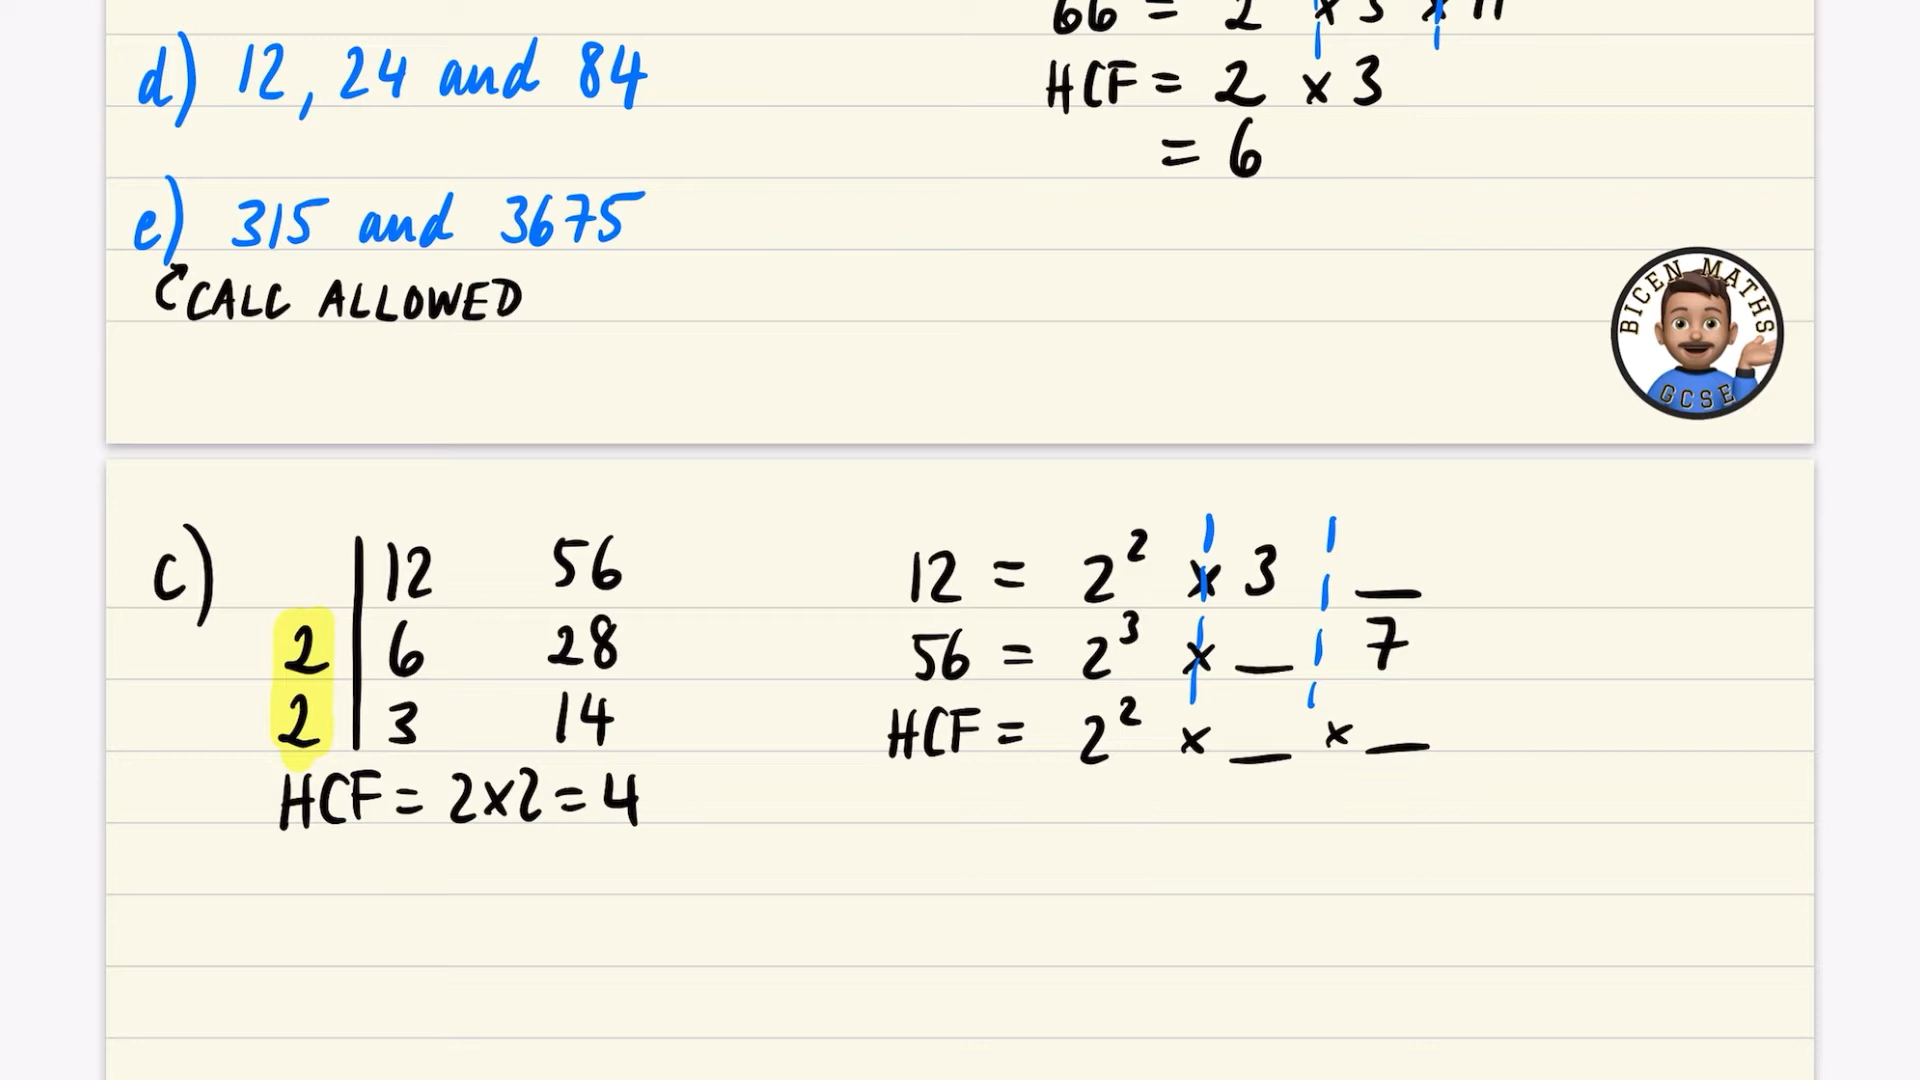 66 = 2 x 3 x 11
d) 12, 24 and 84
HCF = 2 x 3
= 6
e) 315 and 3675
CALC ALLOWED
BICEN MATHS
GCSE
c)
12 56
2 6 28
2 3 14
HCF = 2x2 = 4
12 = 2² x 3 _
56 = 2³ x _ 7
HCF = 2² x _ x _